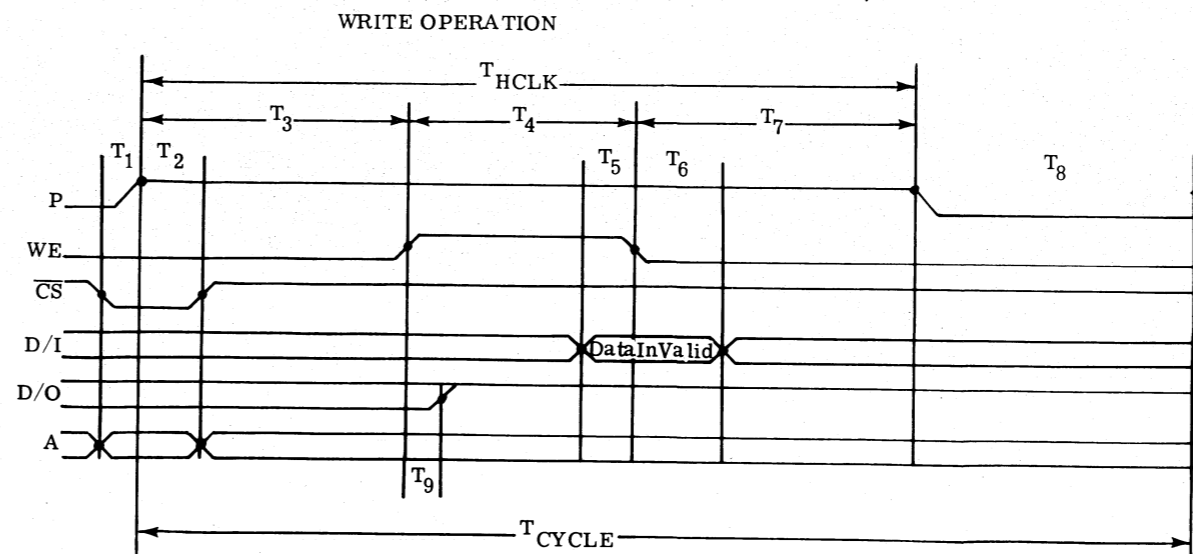 WRITE OPERATION
THCLK
T3 T4 T7
T1 T2 T5 T6 T8
P
WE
CS
D/I DataInValid
D/O
A
T9
TCYCLE